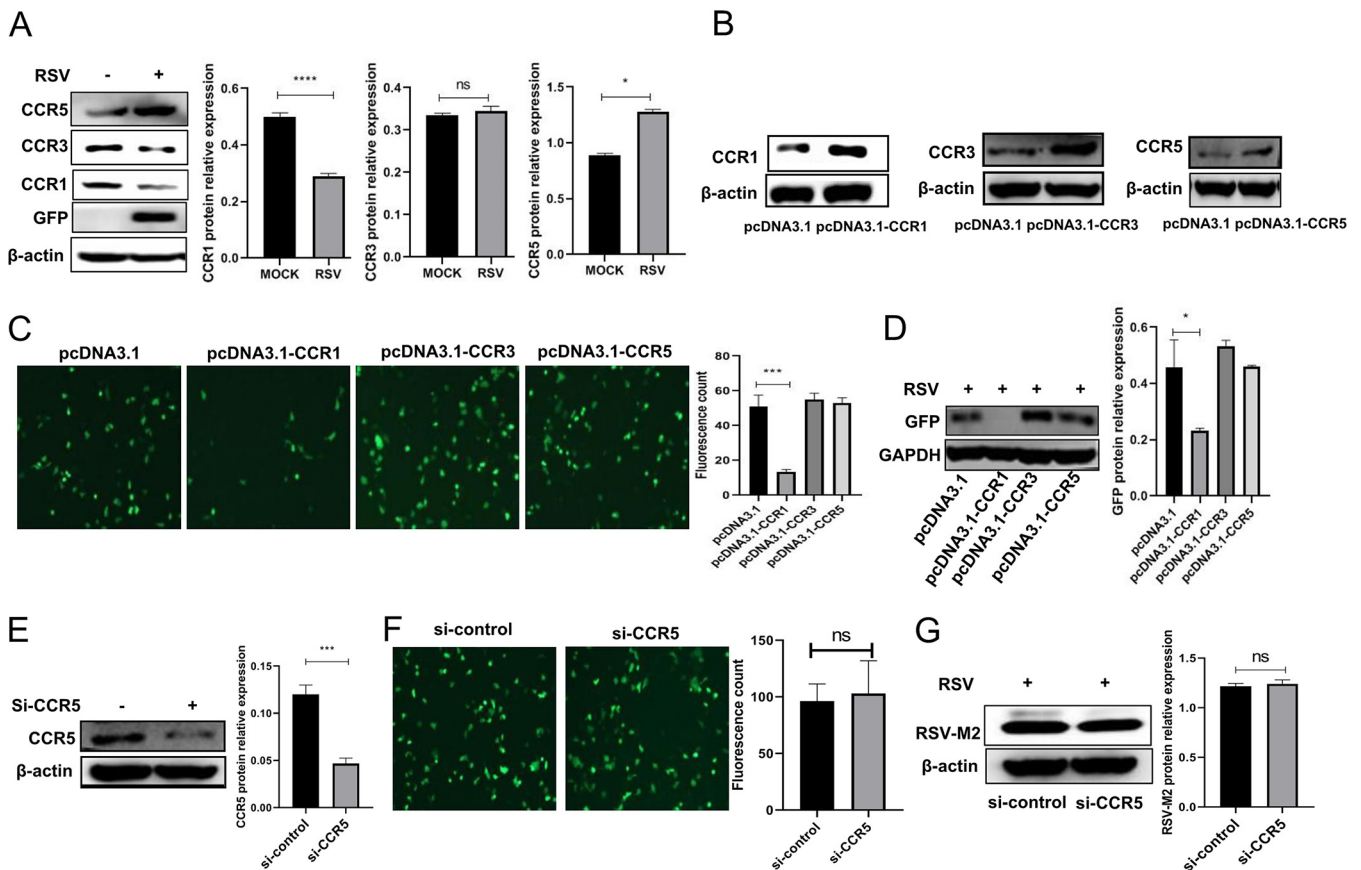 A
RSV - +
CCR5
CCR3
CCR1
GFP
β-actin
CCR1 protein relative expression
0.6
0.4
0.2
0.0
****
MOCK RSV
CCR3 protein relative expression
0.4
0.3
0.2
0.1
0.0
ns
MOCK RSV
CCR5 protein relative expression
1.5
1.0
0.5
0.0
*
MOCK RSV
B
CCR1
β-actin
pcDNA3.1 pcDNA3.1-CCR1
CCR3
β-actin
pcDNA3.1 pcDNA3.1-CCR3
CCR5
β-actin
pcDNA3.1 pcDNA3.1-CCR5
C
pcDNA3.1 pcDNA3.1-CCR1 pcDNA3.1-CCR3 pcDNA3.1-CCR5
Fluorescence count
80
60
40
20
0
***
pcDNA3.1
pcDNA3.1-CCR1
pcDNA3.1-CCR3
pcDNA3.1-CCR5
D
RSV + + + +
GFP
GAPDH
pcDNA3.1
pcDNA3.1-CCR1
pcDNA3.1-CCR3
pcDNA3.1-CCR5
GFP protein relative expression
0.6
0.4
0.2
0.0
*
pcDNA3.1
pcDNA3.1-CCR1
pcDNA3.1-CCR3
pcDNA3.1-CCR5
E
Si-CCR5 - +
CCR5
β-actin
CCR5 protein relative expression
0.15
0.10
0.05
0.00
***
si-control
si-CCR5
F
si-control si-CCR5
Fluorescence count
150
100
50
0
ns
si-control
si-CCR5
G
RSV + +
RSV-M2
β-actin
si-control si-CCR5
RSV-M2 protein relative expression
1.5
1.2
0.9
0.6
0.3
0.0
ns
si-control
si-CCR5